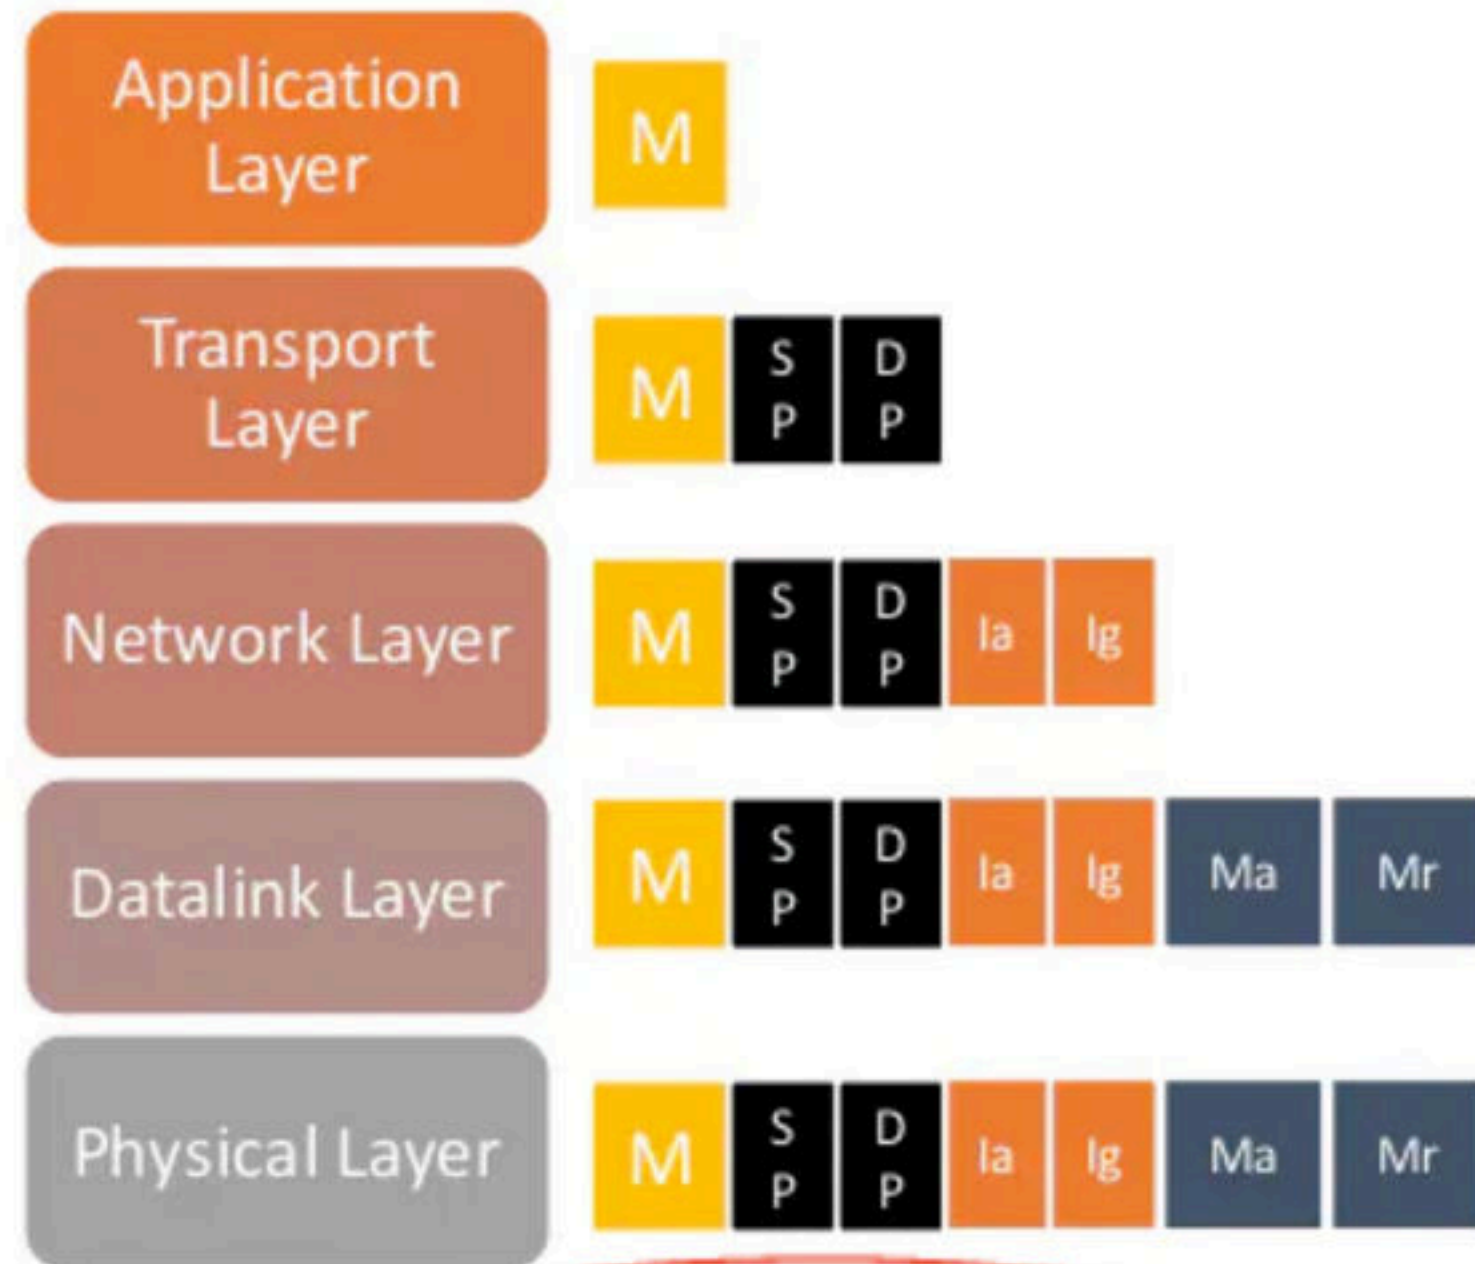 Application
Layer
M
Transport
Layer
M
S
P
D
P
Network Layer
M
S
P
D
P
Ia
Ig
Datalink Layer
M
S
P
D
P
Ia
Ig
Ma
Mr
Physical Layer
M
S
P
D
P
Ia
Ig
Ma
Mr